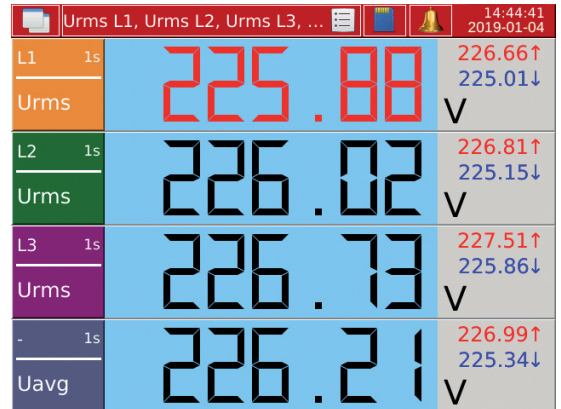 Urms L1, Urms L2, Urms L3, ...
14:44:41
2019-01-04
L1 1s
Urms
225.88
226.66↑
225.01↓
V
L2 1s
Urms
226.02
226.81↑
225.15↓
V
L3 1s
Urms
226.73
227.51↑
225.86↓
V
- 1s
Uavg
226.21
226.99↑
225.34↓
V